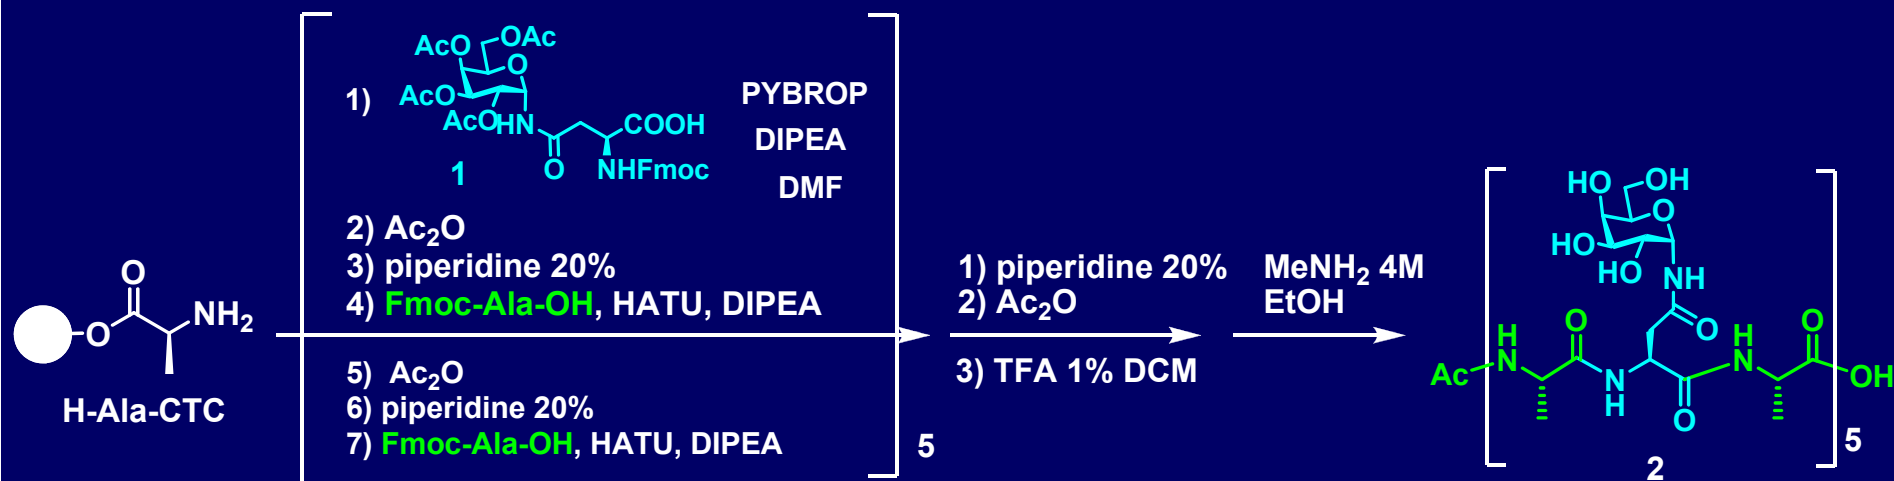 AcO
OAc
O
AcO
AcO
HN
COOH
O
NHFmoc
1
1)
PYBROP
DIPEA
DMF
2) Ac₂O
3) piperidine 20%
4) Fmoc-Ala-OH, HATU, DIPEA
5) Ac₂O
6) piperidine 20%
7) Fmoc-Ala-OH, HATU, DIPEA
5
O
O
NH₂
H-Ala-CTC
1) piperidine 20%
2) Ac₂O
3) TFA 1% DCM
MeNH₂ 4M
EtOH
HO
OH
O
HO
HO
NH
O
O
O
H
N
H
N
Ac
N
H
O
OH
5
2